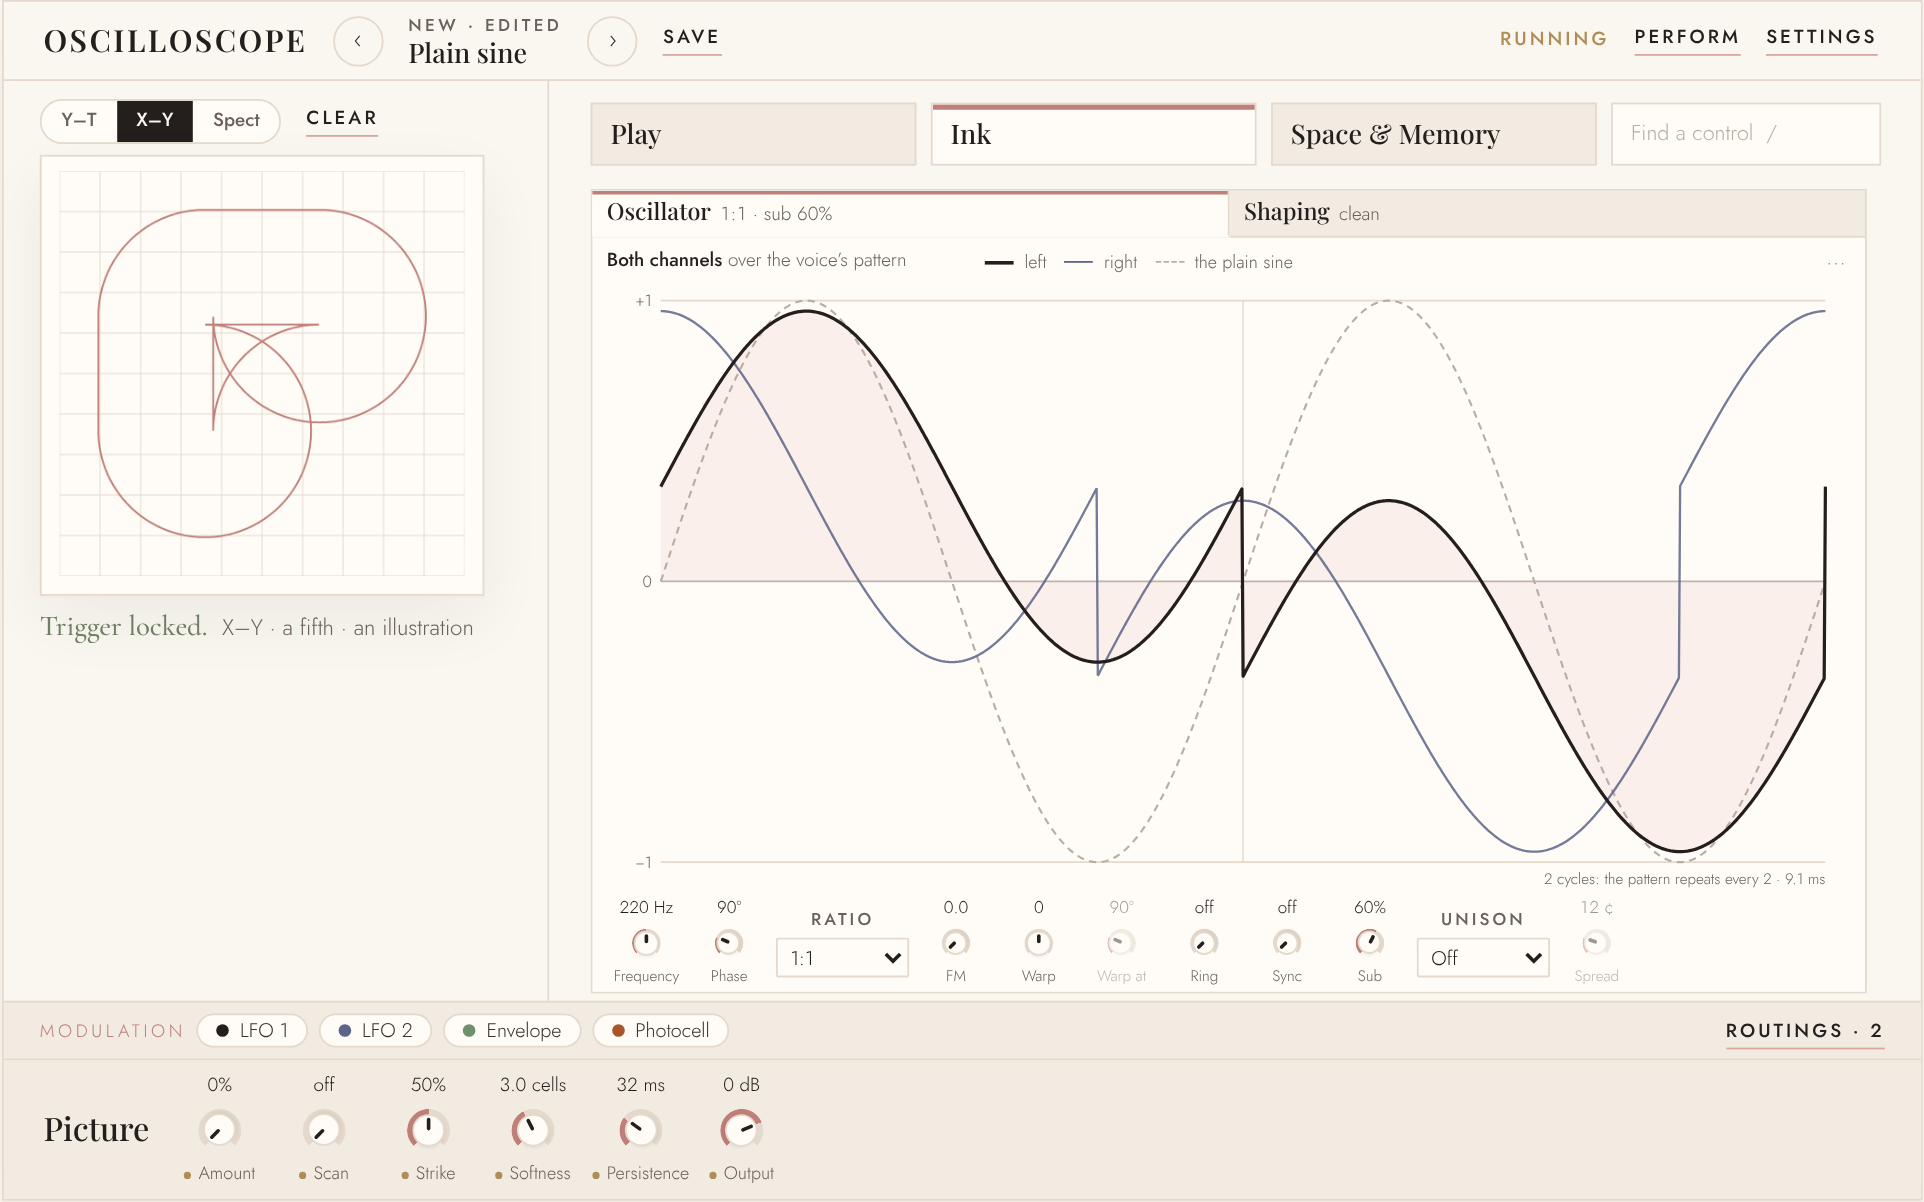 OSCILLOSCOPE
‹
NEW · EDITED
Plain sine
›
SAVE
RUNNING
PERFORM
SETTINGS
Y–T
X–Y
Spect
CLEAR
Trigger locked. X–Y · a fifth · an illustration
Play
Ink
Space & Memory
Find a control /
Oscillator 1:1 · sub 60%
Shaping clean
Both channels over the voice’s pattern
left
right
the plain sine
...
+1
0
–1
2 cycles: the pattern repeats every 2 · 9.1 ms
220 Hz
Frequency
90°
Phase
RATIO
1:1
0.0
FM
0
Warp
90°
Warp at
off
Ring
off
Sync
60%
Sub
UNISON
Off
12 ¢
Spread
MODULATION
LFO 1
LFO 2
Envelope
Photocell
ROUTINGS · 2
Picture
0%
Amount
off
Scan
50%
Strike
3.0 cells
Softness
32 ms
Persistence
0 dB
Output